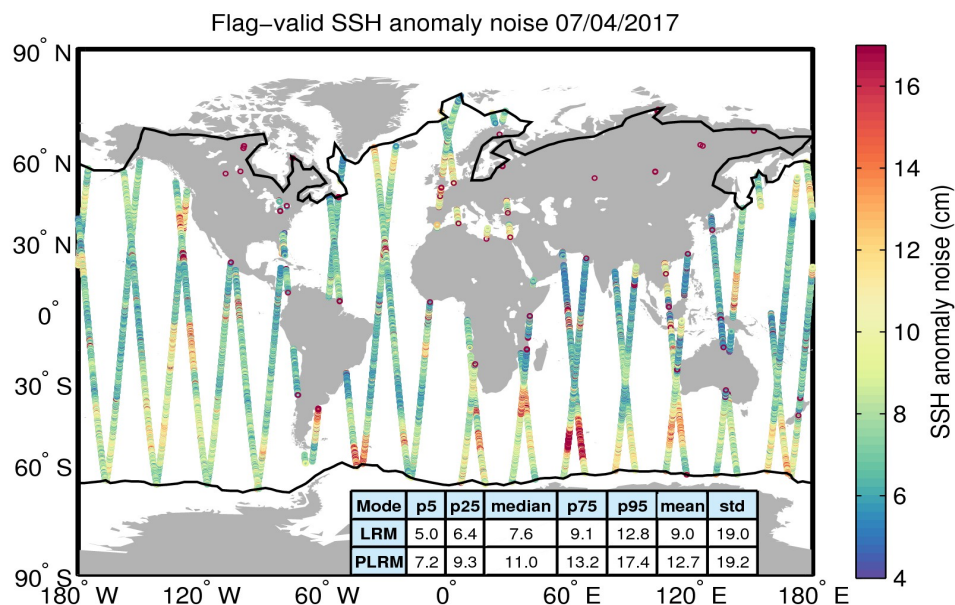 Flag−valid SSH anomaly noise 07/04/2017
90° N
60° N
30° N
0°
30° S
60° S
90° S
180° W
120° W
60° W
0°
60° E
120° E
180° E
Mode p5 p25 median p75 p95 mean std
LRM 5.0 6.4 7.6 9.1 12.8 9.0 19.0
PLRM 7.2 9.3 11.0 13.2 17.4 12.7 19.2
16
14
12
10
8
6
4
SSH anomaly noise (cm)